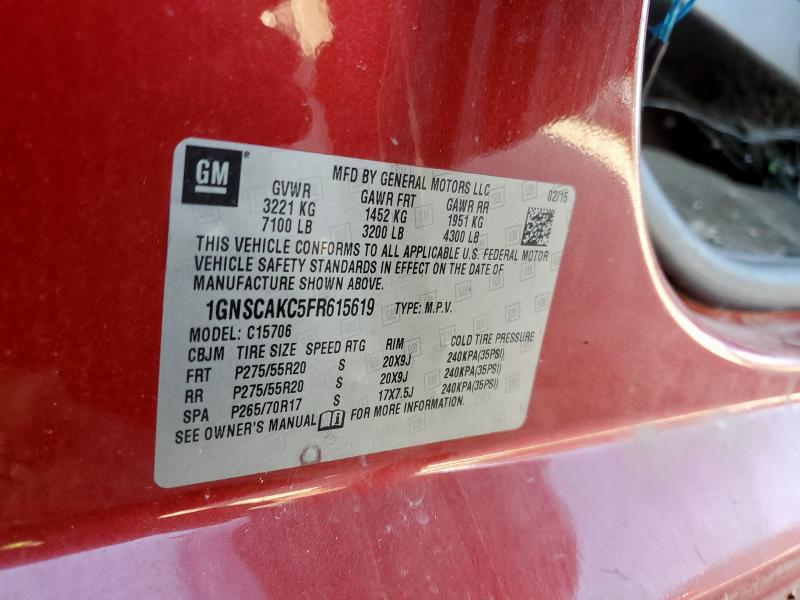 GM ®
MFD BY GENERAL MOTORS LLC
02/15
GVWR GAWR FRT GAWR RR
3221 KG 1452 KG 1951 KG
7100 LB 3200 LB 4300 LB
THIS VEHICLE CONFORMS TO ALL APPLICABLE U.S. FEDERAL MOTOR
VEHICLE SAFETY STANDARDS IN EFFECT ON THE DATE OF
MANUFACTURE SHOWN ABOVE.
1GNSCAKC5FR615619 TYPE: M.P.V.
MODEL: C15706
CBJM TIRE SIZE SPEED RTG RIM COLD TIRE PRESSURE
FRT P275/55R20 S 20X9J 240KPA(35PSI)
RR P275/55R20 S 20X9J 240KPA(35PSI)
SPA P265/70R17 S 17X7.5J 240KPA(35PSI)
SEE OWNER'S MANUAL FOR MORE INFORMATION.